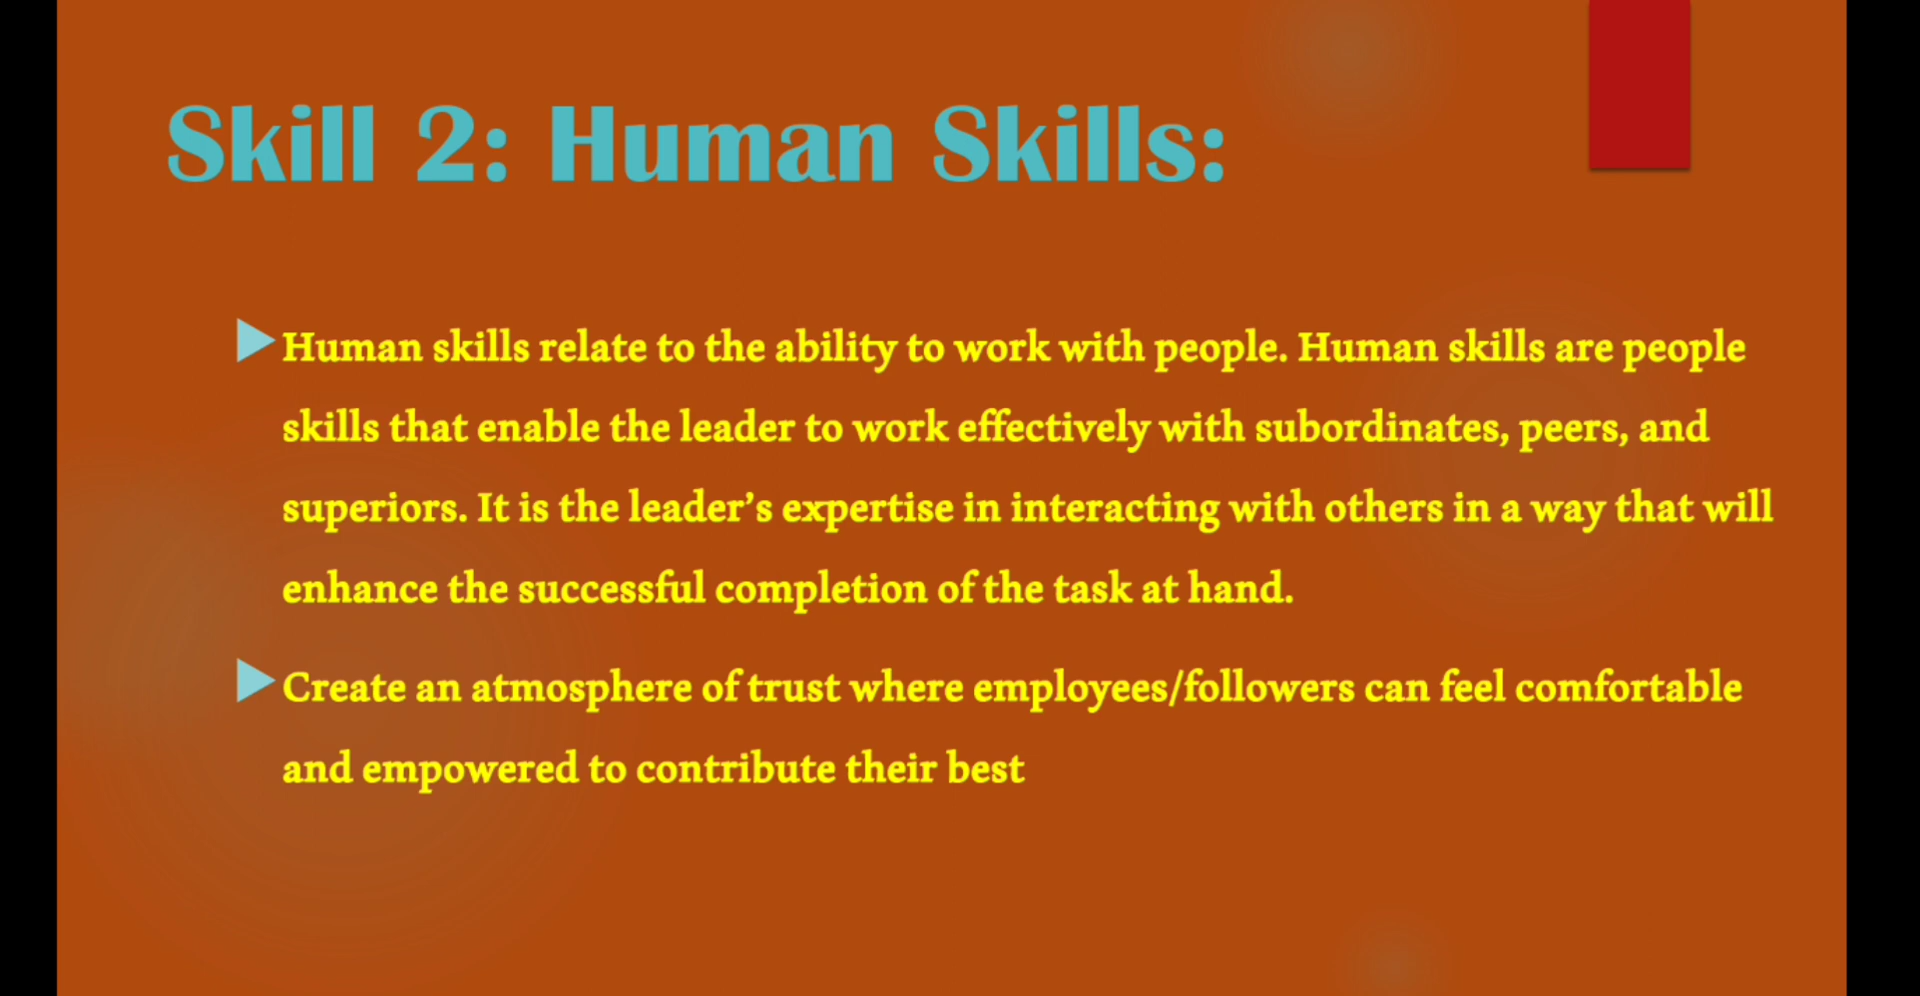 Skill 2: Human Skills:
Human skills relate to the ability to work with people. Human skills are people
skills that enable the leader to work effectively with subordinates, peers, and
superiors. It is the leader’s expertise in interacting with others in a way that will
enhance the successful completion of the task at hand.
Create an atmosphere of trust where employees/followers can feel comfortable
and empowered to contribute their best